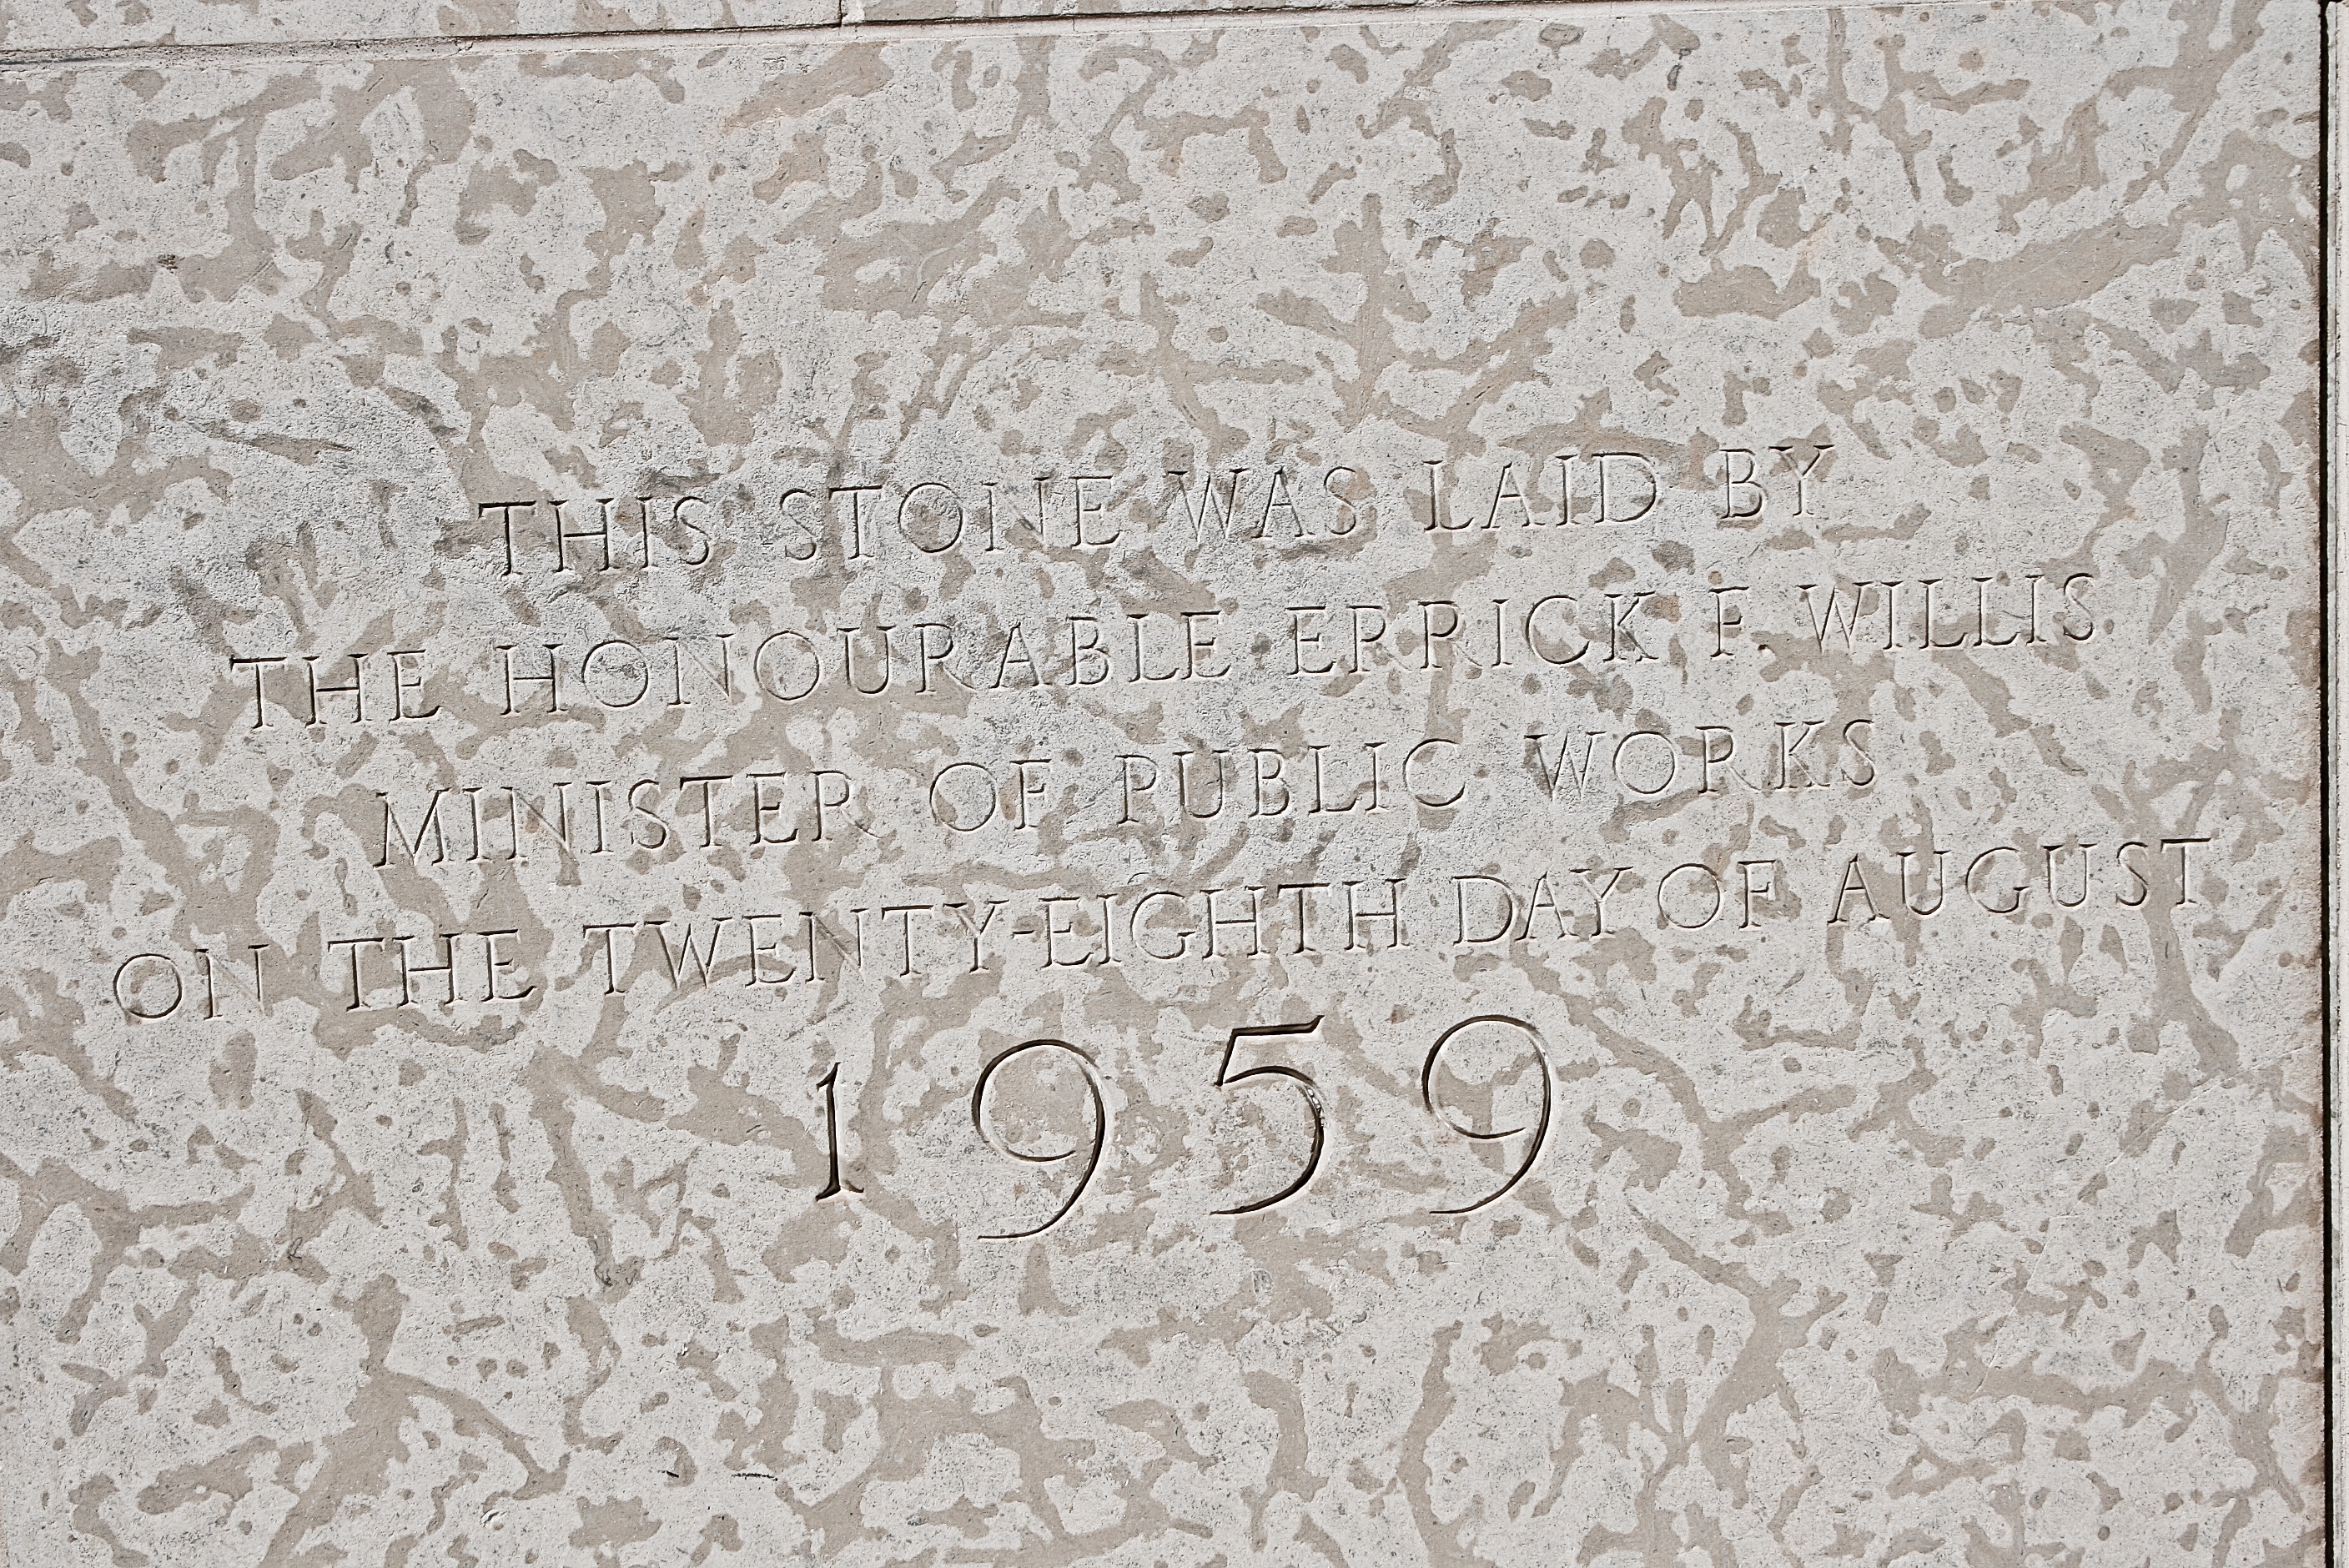 THIS STONE WAS LAID BY
THE HONOURABLE ERRICK F. WILLIS
MINISTER OF PUBLIC WORKS
ON THE TWENTY-EIGHTH DAY OF AUGUST
1959